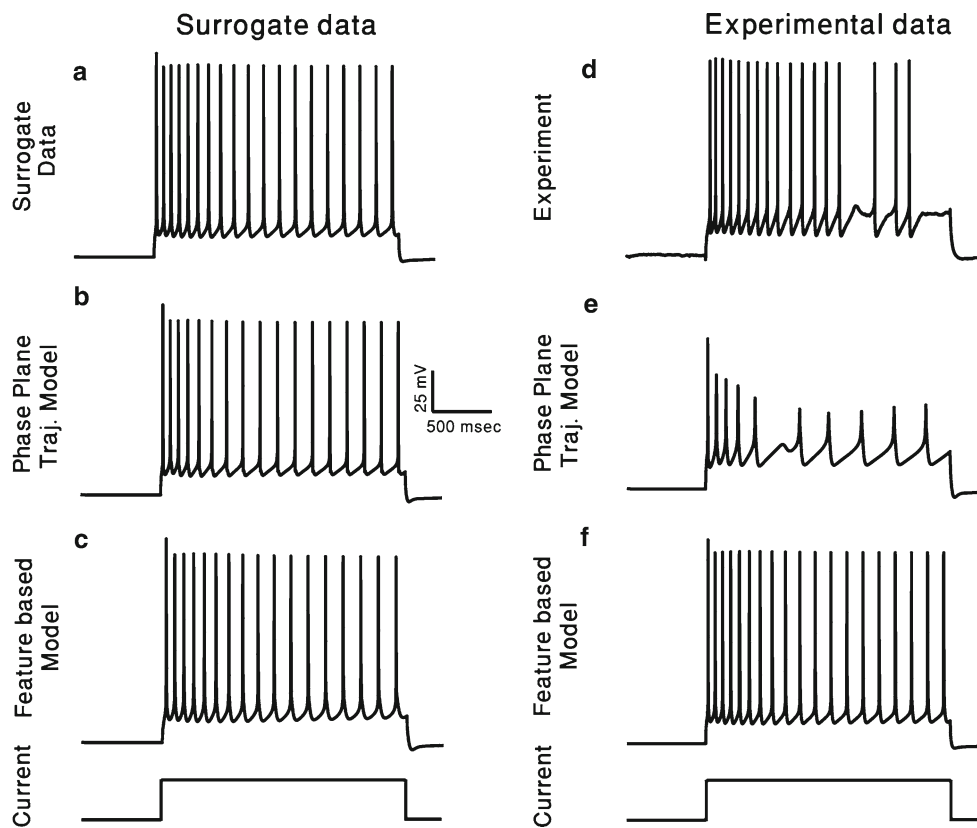 Surrogate data
Experimental data
a
Surrogate
Data
d
Experiment
b
Phase Plane
Traj. Model
25 mV
500 msec
e
Phase Plane
Traj. Model
c
Feature based
Model
f
Feature based
Model
Current
Current